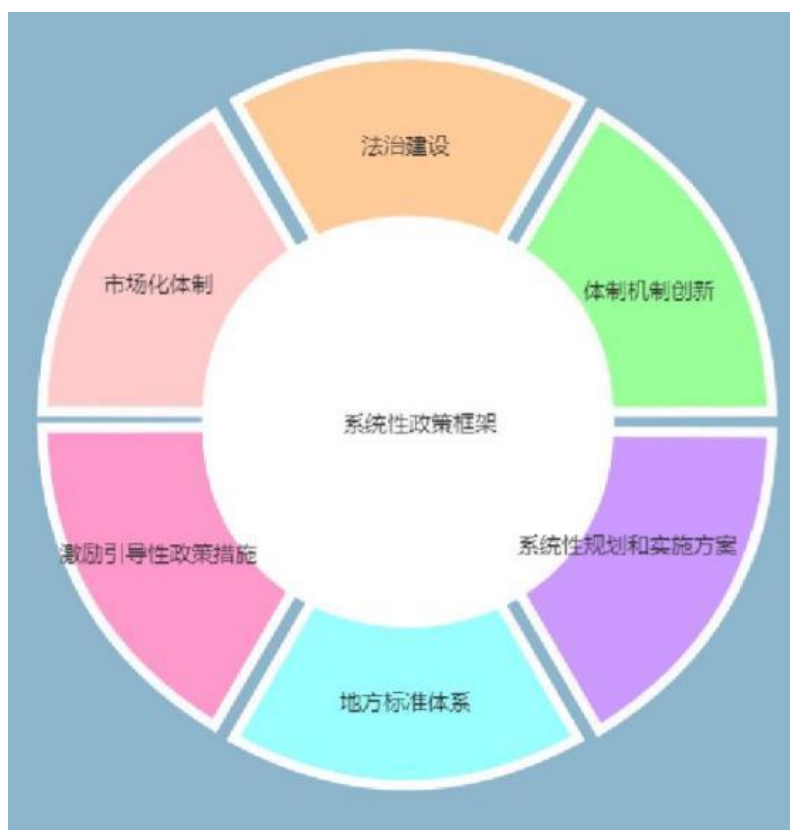 法治建设
市场化体制
体制机制创新
系统性政策框架
激励引导性政策措施
系统性规划和实施方案
地方标准体系